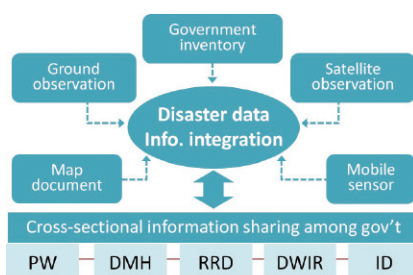 Government
inventory
Ground
observation
Satellite
observation
Disaster data
Info. integration
Map
document
Mobile
sensor
Cross-sectional information sharing among gov't
PW DMH RRD DWIR ID